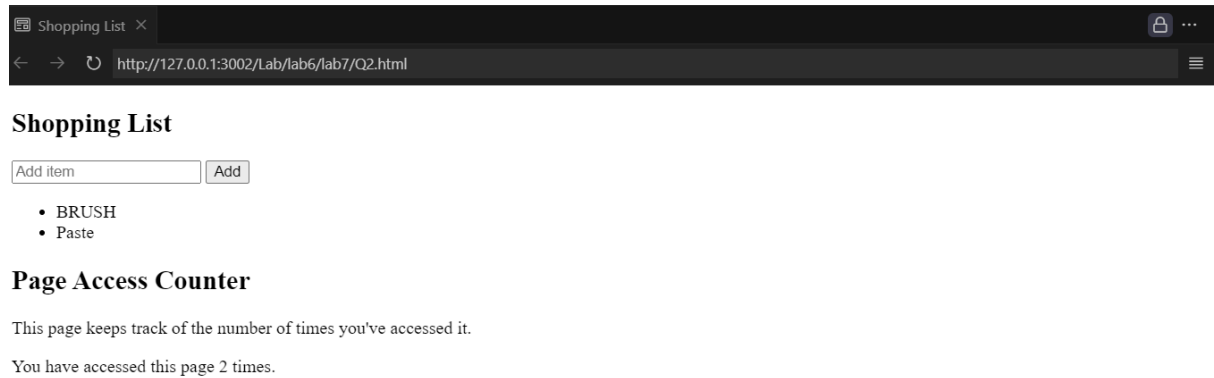 Shopping List
http://127.0.0.1:3002/Lab/lab6/lab7/Q2.html
Shopping List
Add item Add
• BRUSH
• Paste
Page Access Counter
This page keeps track of the number of times you've accessed it.
You have accessed this page 2 times.